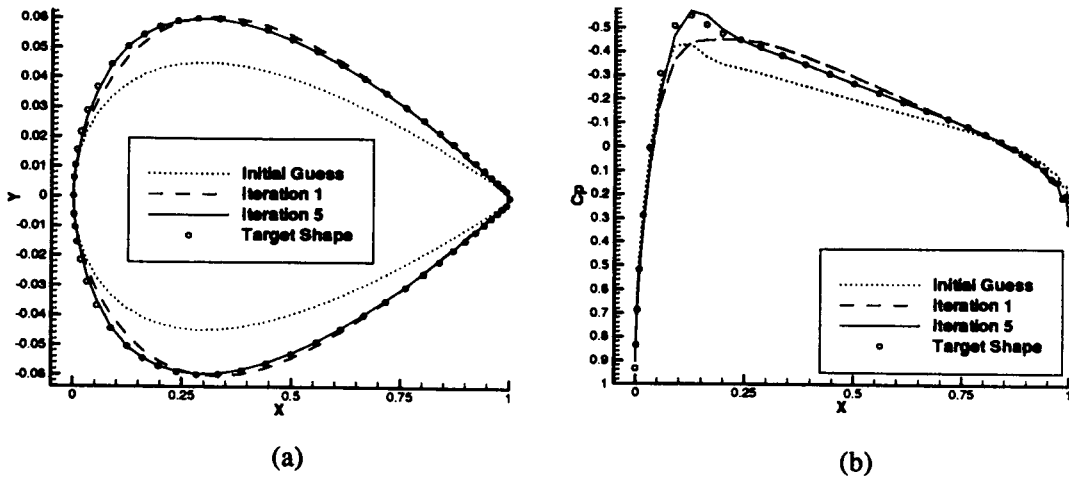 0.06
0.05
0.04
0.03
0.02
0.01
0
-0.01
-0.02
-0.03
-0.04
-0.05
-0.06
Y
0
0.25
0.5
0.75
1
X
Initial Guess
Iteration 1
Iteration 5
Target Shape
(a)
-0.5
-0.4
-0.3
-0.2
-0.1
0
0.1
0.2
0.3
0.4
0.5
0.6
0.7
0.8
0.9
1
Cp
0
0.25
0.5
0.75
1
X
Initial Guess
Iteration 1
Iteration 5
Target Shape
(b)